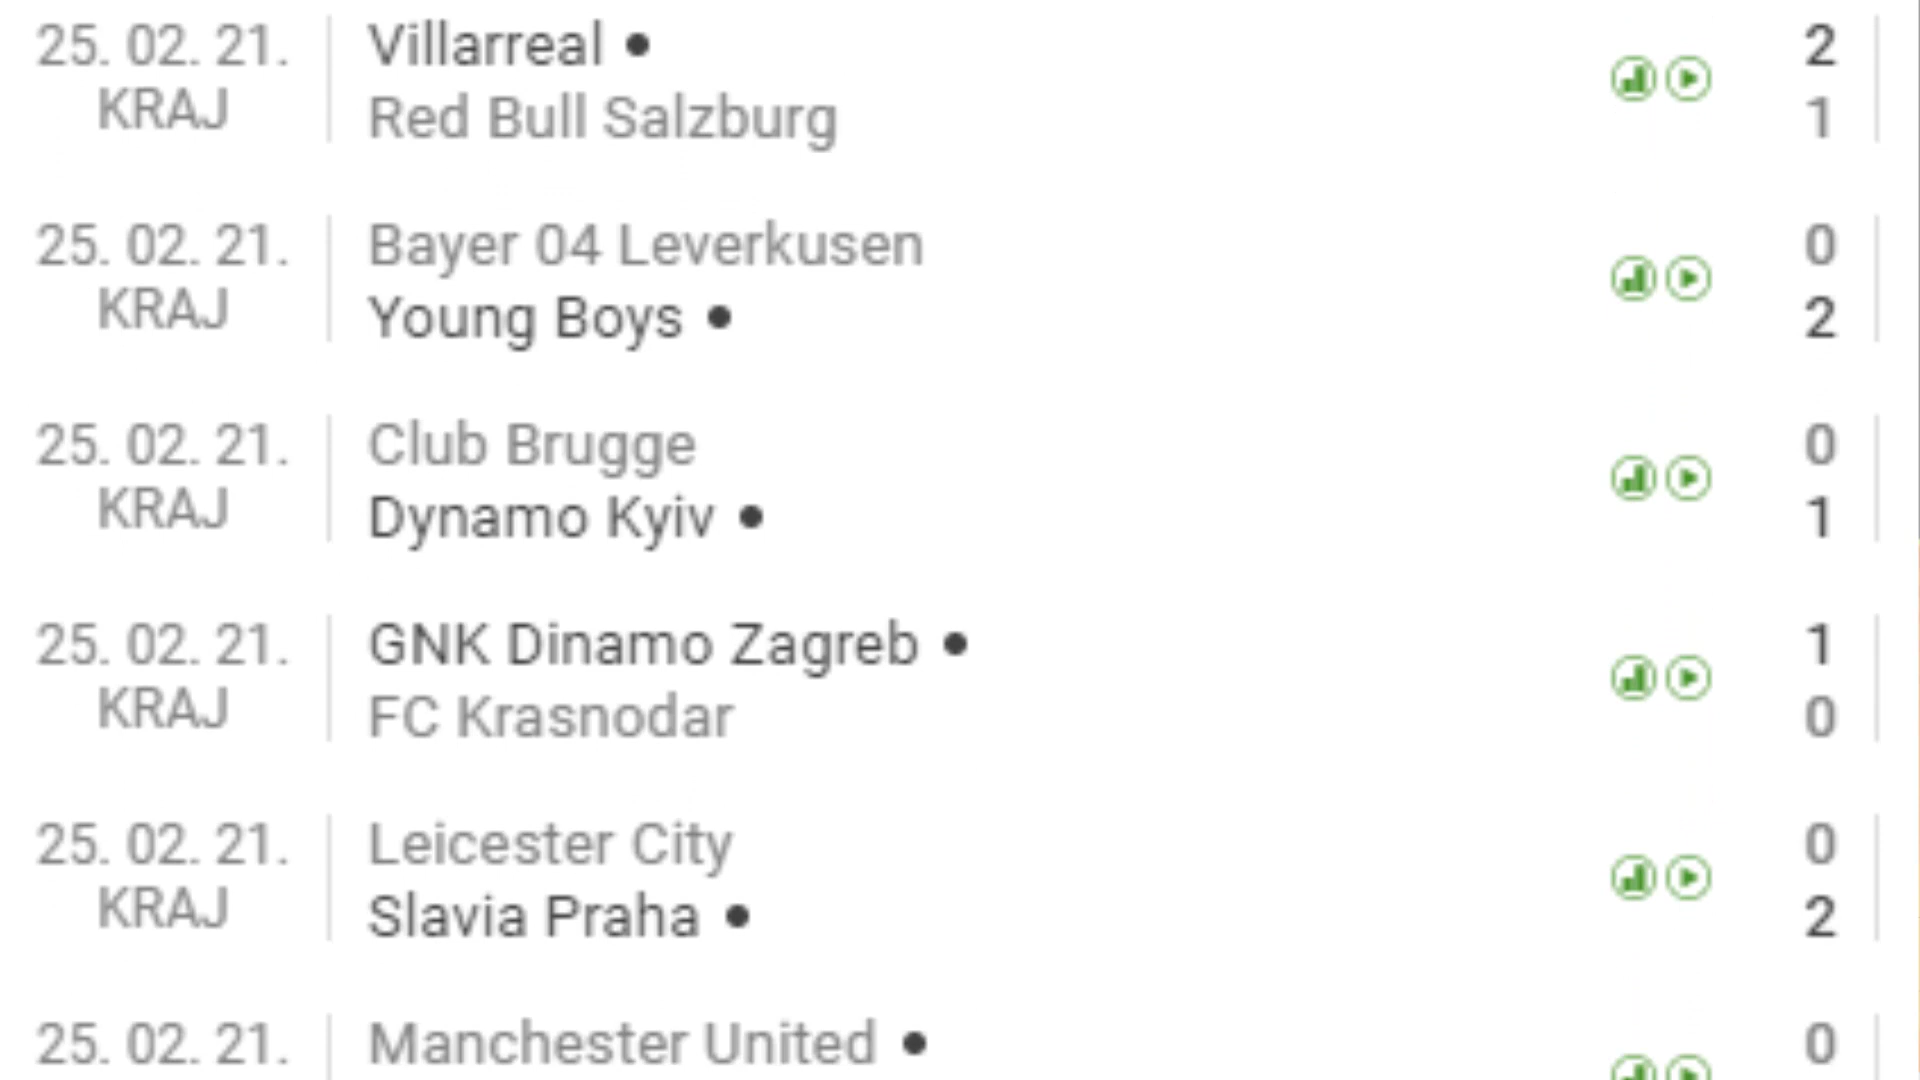 25. 02. 21.
KRAJ
Villarreal •
Red Bull Salzburg
2
1
25. 02. 21.
KRAJ
Bayer 04 Leverkusen
Young Boys •
0
2
25. 02. 21.
KRAJ
Club Brugge
Dynamo Kyiv •
0
1
25. 02. 21.
KRAJ
GNK Dinamo Zagreb •
FC Krasnodar
1
0
25. 02. 21.
KRAJ
Leicester City
Slavia Praha •
0
2
25. 02. 21.
Manchester United •
0